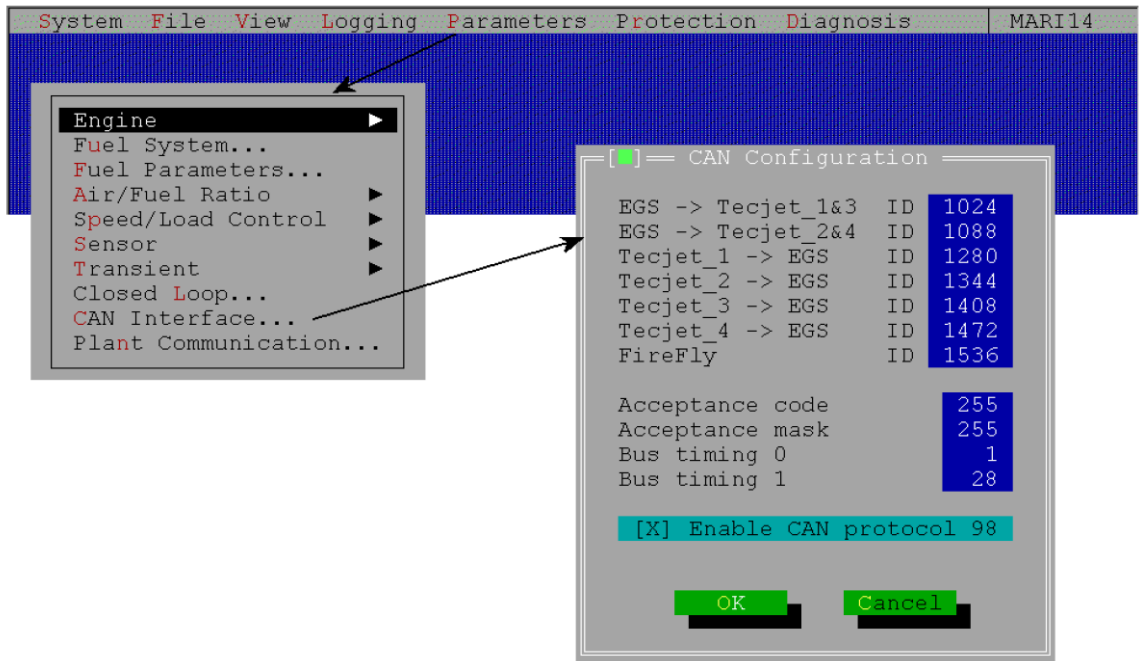 System File View Logging Parameters Protection Diagnosis MARI14
Engine
Fuel System...
Fuel Parameters...
Air/Fuel Ratio
Speed/Load Control
Sensor
Transient
Closed Loop...
CAN Interface...
Plant Communication...
CAN Configuration
EGS -> Tecjet_1&3 ID 1024
EGS -> Tecjet_2&4 ID 1088
Tecjet_1 -> EGS ID 1280
Tecjet_2 -> EGS ID 1344
Tecjet_3 -> EGS ID 1408
Tecjet_4 -> EGS ID 1472
FireFly ID 1536
Acceptance code 255
Acceptance mask 255
Bus timing 0 1
Bus timing 1 28
[X] Enable CAN protocol 98
OK Cancel